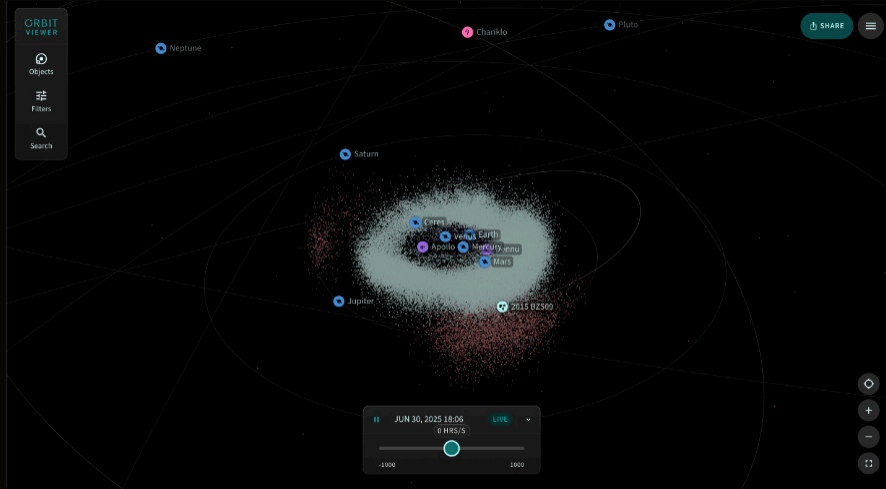 ORBIT
VIEWER
Objects
Filters
Search
Neptune
Chariklo
Pluto
SHARE
Saturn
Ceres
Venus
Earth
Apollo
Mercury
Mars
Jupiter
2015 BZ509
JUN 30, 2025 18:06
LIVE
0 HRS/S
-1000
1000